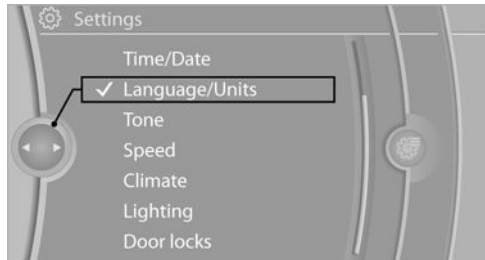 Settings
Time/Date
Language/Units
Tone
Speed
Climate
Lighting
Door locks